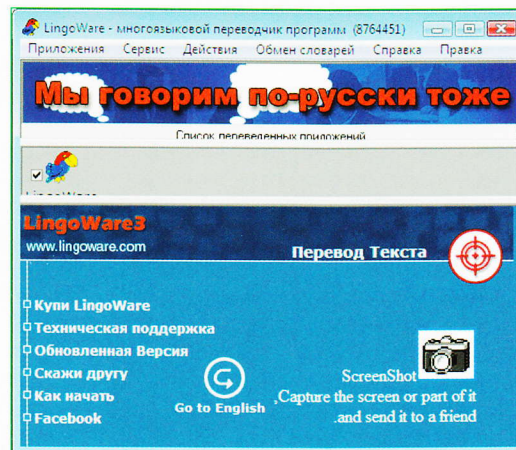 LingoWare - многоязыковой переводчик программ (8764451)
Приложения Сервис Действия Обмен словарей Справка Правка
Мы говорим по-русски тоже
Список переведенных приложений
LingoWare
LingoWare3
www.lingoware.com
Перевод Текста
Купи LingoWare
Техническая поддержка
Обновленная Версия
Скажи другу
Как начать
Facebook
Go to English
ScreenShot
,Capture the screen or part of it
.and send it to a friend